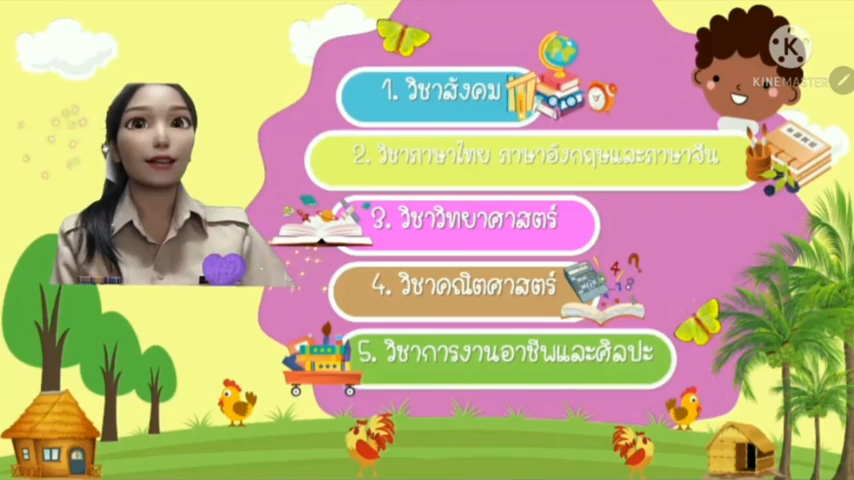 KINEMASTER
1. วิชาสังคม
2. วิชาภาษาไทย ภาษาอังกฤษและภาษาจีน
3. วิชาวิทยาศาสตร์
4. วิชาคณิตศาสตร์
5. วิชาการงานอาชีพและศิลปะ